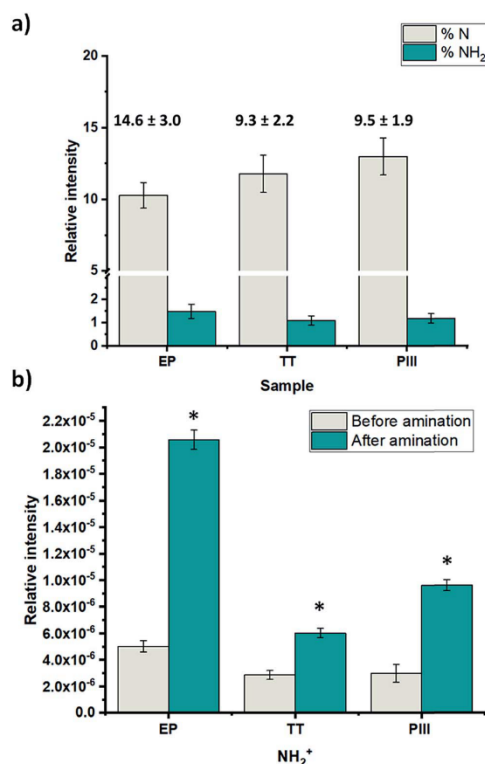 a)
% N
% NH₂
20
15
10
5
2
1
0
Relative intensity
14.6 ± 3.0
9.3 ± 2.2
9.5 ± 1.9
EP
TT
PIII
Sample
b)
Before amination
After amination
2.2x10⁻⁵
2.0x10⁻⁵
1.8x10⁻⁵
1.6x10⁻⁵
1.4x10⁻⁵
1.2x10⁻⁵
1.0x10⁻⁵
8.0x10⁻⁶
6.0x10⁻⁶
4.0x10⁻⁶
2.0x10⁻⁶
0.0
Relative intensity
*
*
*
EP
TT
PIII
NH₂⁺